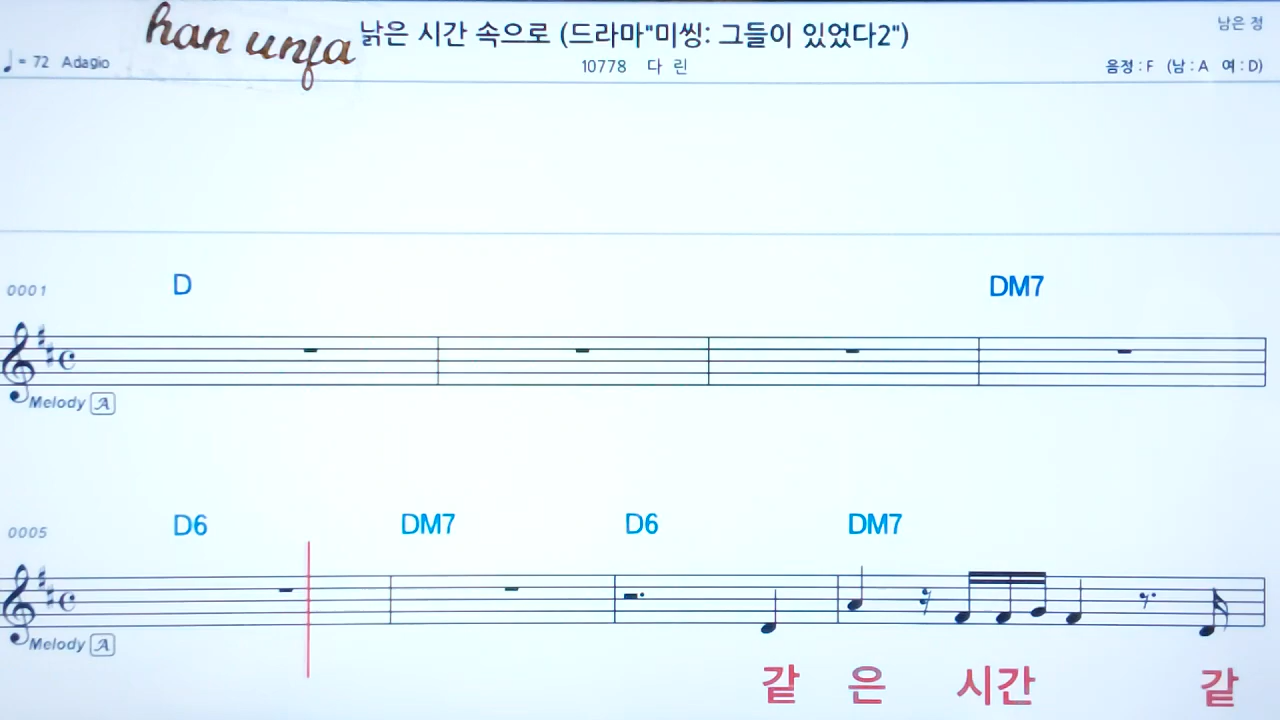 han unfa
낡은 시간 속으로 (드라마"미씽: 그들이 있었다2")
남은 정
♩= 72 Adagio
10778 다 린
음정 : F (남 : A 여 : D)
0001
D DM7
Melody A
0005
D6 DM7 D6 DM7
Melody A
같 은 시간 같